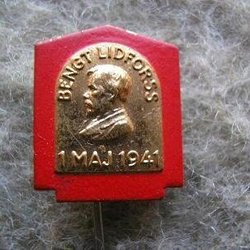 BENGT LIDFORSS
1 MAJ 1941